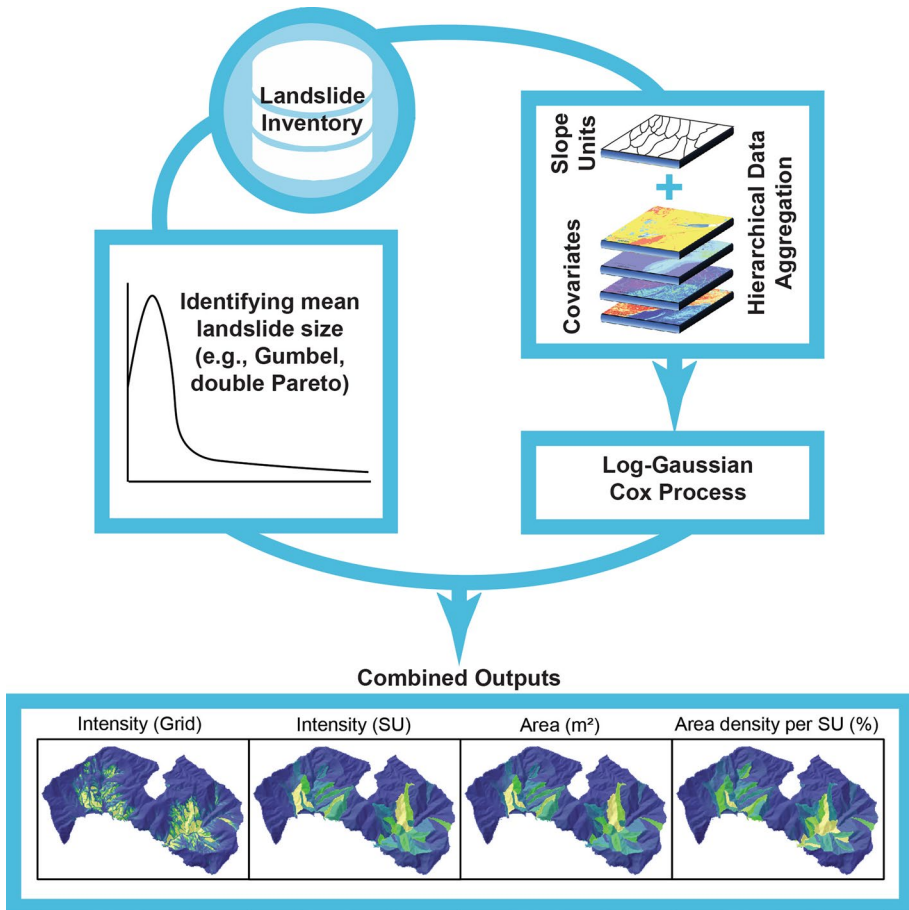 Landslide
Inventory
Identifying mean
landslide size
(e.g., Gumbel,
double Pareto)
Slope
Units
+
Covariates
Hierarchical Data
Aggregation
Log-Gaussian
Cox Process
Combined Outputs
Intensity (Grid)
Intensity (SU)
Area (m²)
Area density per SU (%)